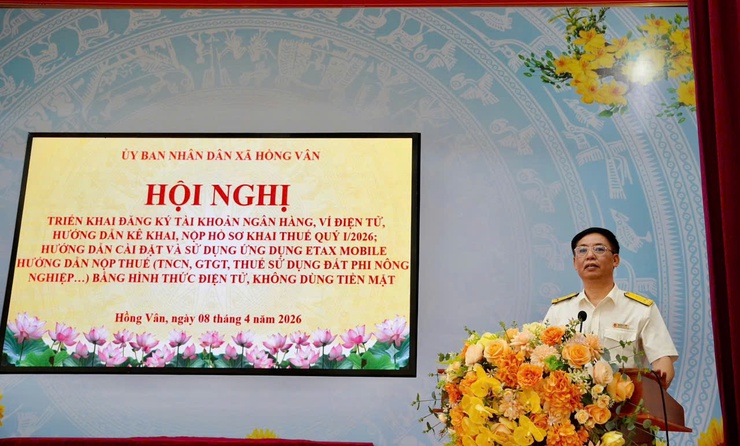 ỦY BAN NHÂN DÂN XÃ HỒNG VÂN
HỘI NGHỊ
TRIỂN KHAI ĐĂNG KÝ TÀI KHOẢN NGÂN HÀNG, VÍ ĐIỆN TỬ,
HƯỚNG DẪN KÊ KHAI, NỘP HỒ SƠ KHAI THUẾ QUÝ I/2026;
HƯỚNG DẪN CÀI ĐẶT VÀ SỬ DỤNG ỨNG DỤNG ETAX MOBILE
HƯỚNG DẪN NỘP THUẾ (TNCN, GTGT, THUẾ SỬ DỤNG ĐẤT PHI NÔNG
NGHIỆP…) BẰNG HÌNH THỨC ĐIỆN TỬ, KHÔNG DÙNG TIỀN MẶT
Hồng Vân, ngày 08 tháng 4 năm 2026